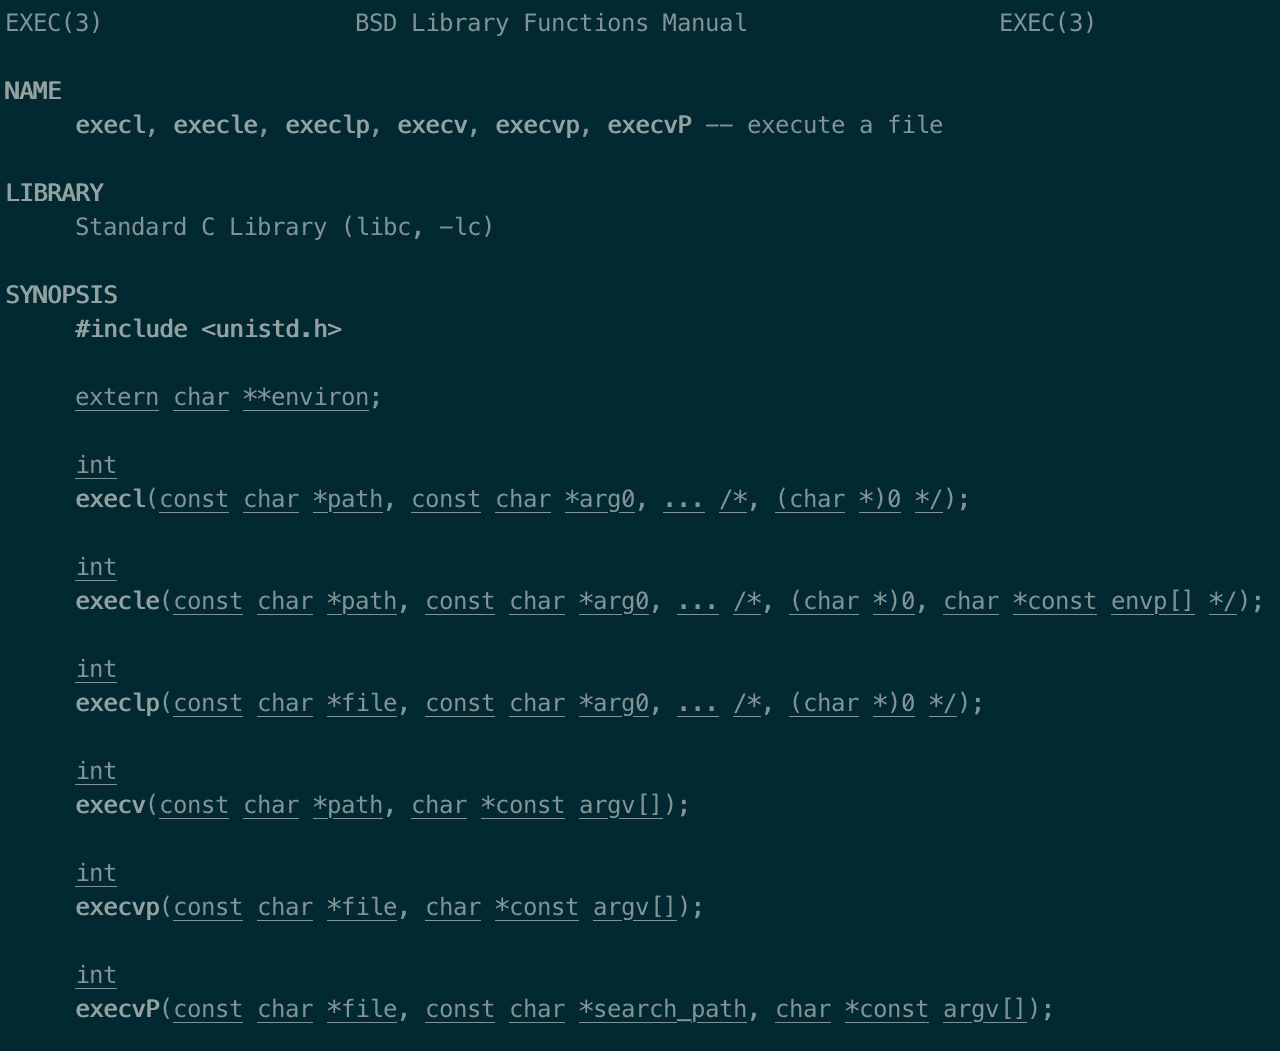 EXEC(3)                  BSD Library Functions Manual                  EXEC(3)
NAME
execl, execle, execlp, execv, execvp, execvP -- execute a file
LIBRARY
Standard C Library (libc, -lc)
SYNOPSIS
#include <unistd.h>
extern char **environ;
int
execl(const char *path, const char *arg0, ... /*, (char *)0 */);
int
execle(const char *path, const char *arg0, ... /*, (char *)0, char *const envp[] */);
int
execlp(const char *file, const char *arg0, ... /*, (char *)0 */);
int
execv(const char *path, char *const argv[]);
int
execvp(const char *file, char *const argv[]);
int
execvP(const char *file, const char *search_path, char *const argv[]);